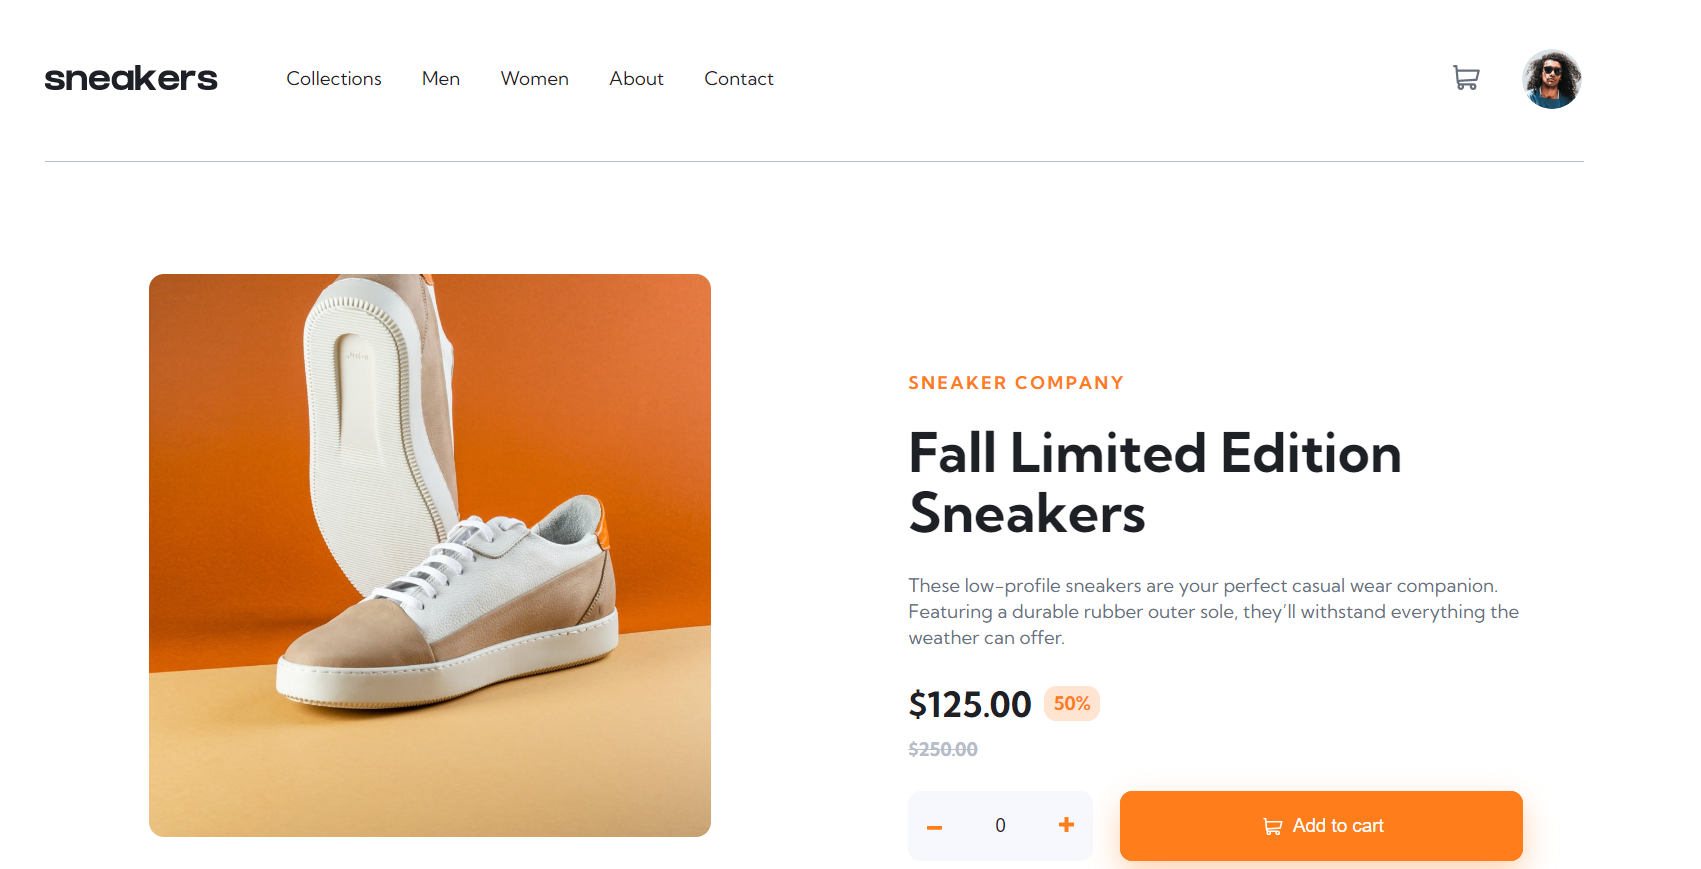 sneakers
Collections Men Women About Contact
SNEAKER COMPANY
Fall Limited Edition
Sneakers
These low-profile sneakers are your perfect casual wear companion.
Featuring a durable rubber outer sole, they’ll withstand everything the
weather can offer.
$125.00 50%
$250.00
0
Add to cart